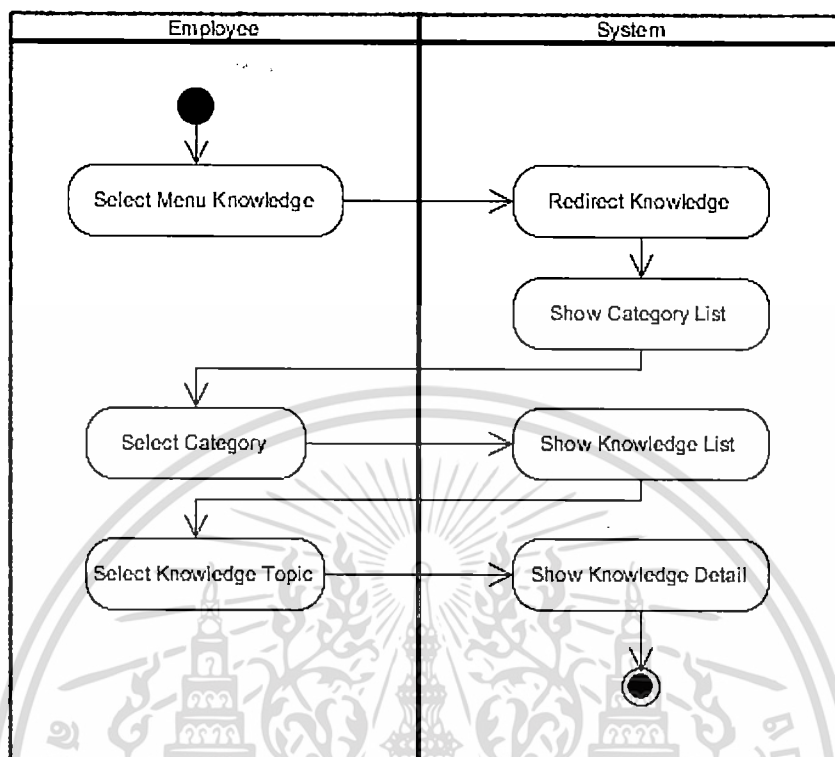 Employee
System
Select Menu Knowledge
Redirect Knowledge
Show Category List
Select Category
Show Knowledge List
Select Knowledge Topic
Show Knowledge Detail